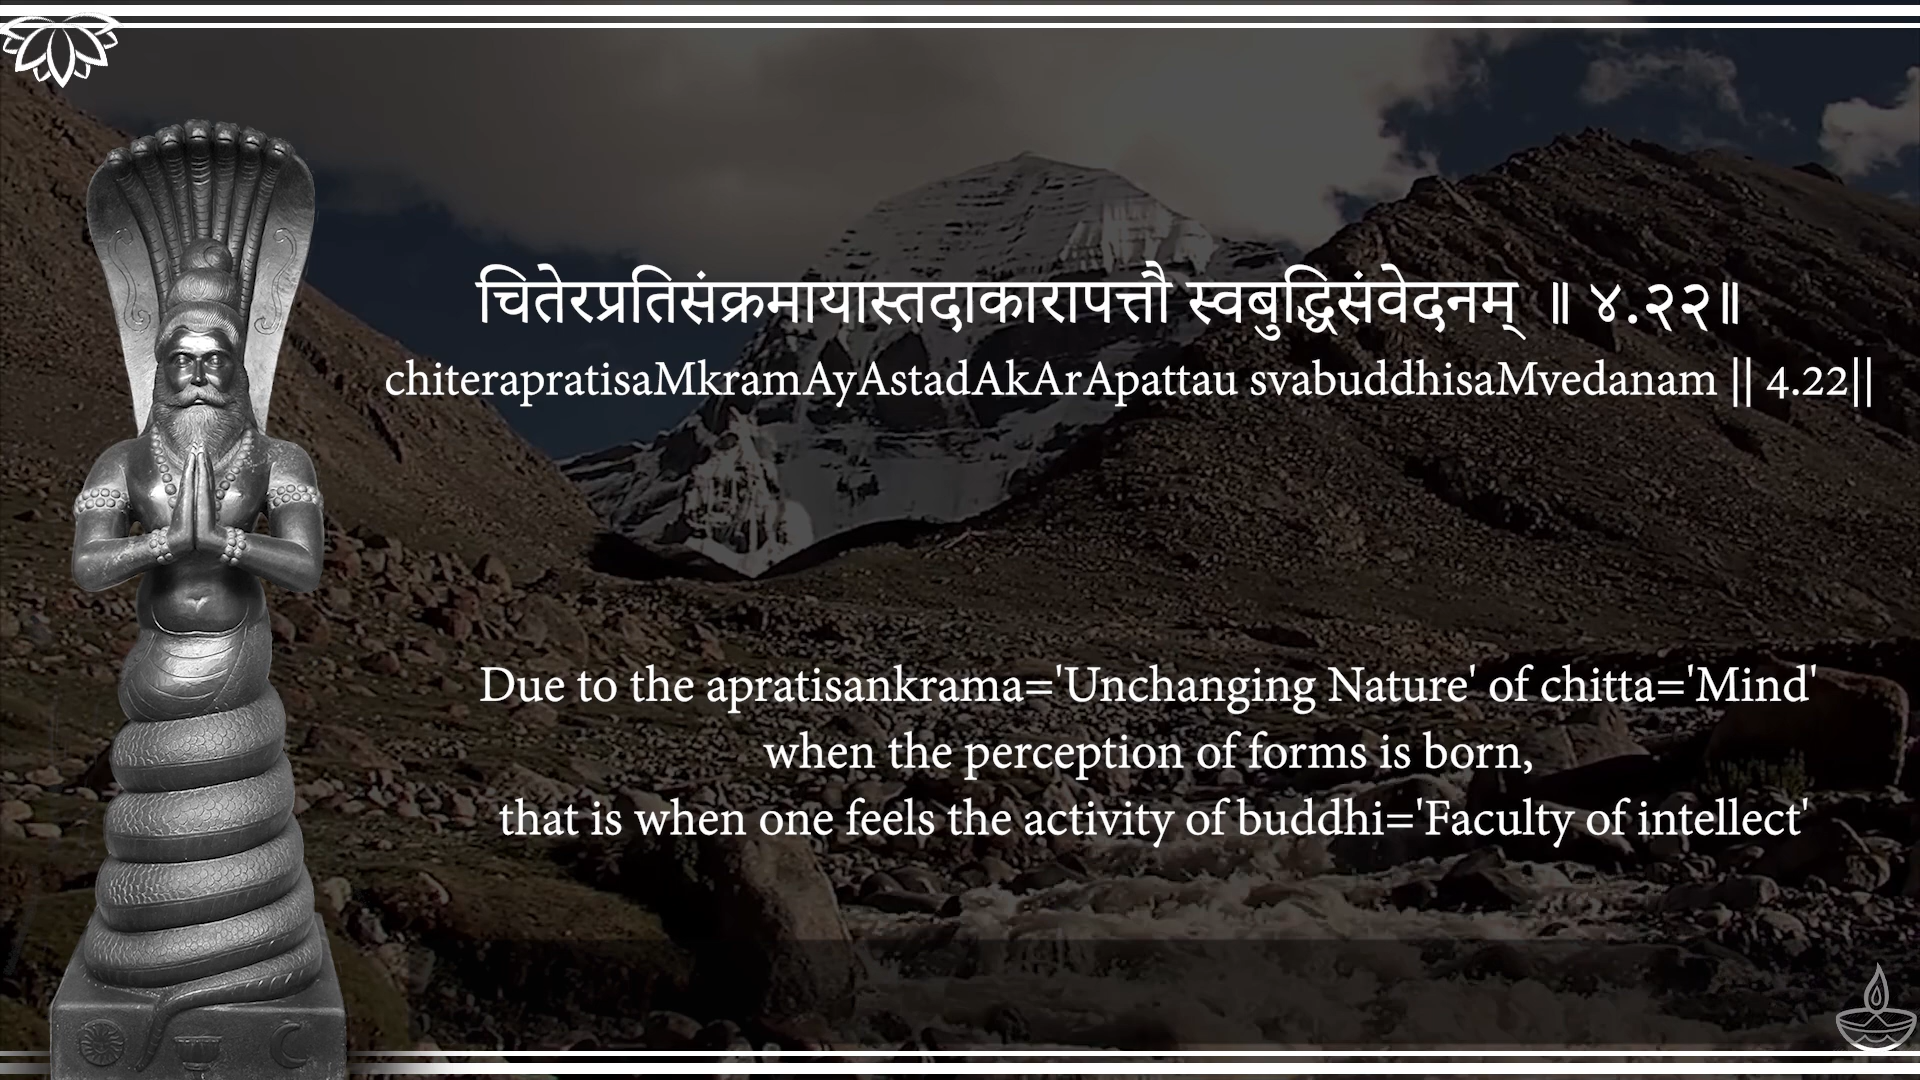 चितेरप्रतिसंक्रमायास्तदाकारापत्तौ स्वबुद्धिसंवेदनम् ॥ ४.२२॥
chiterapratisaMkramAyAstadAkArApattau svabuddhisaMvedanam || 4.22||
Due to the apratisankrama='Unchanging Nature' of chitta='Mind'
when the perception of forms is born,
that is when one feels the activity of buddhi='Faculty of intellect'